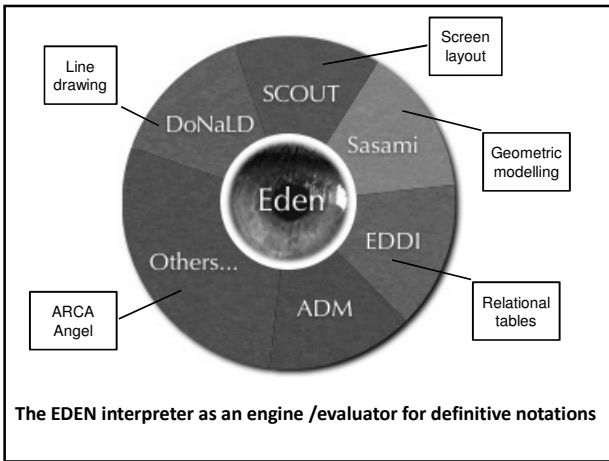 Screen
layout
Line
drawing
SCOUT
DoNaLD
Sasami
Geometric
modelling
Eden
EDDI
Others...
ADM
Relational
tables
ARCA
Angel
The EDEN interpreter as an engine /evaluator for definitive notations